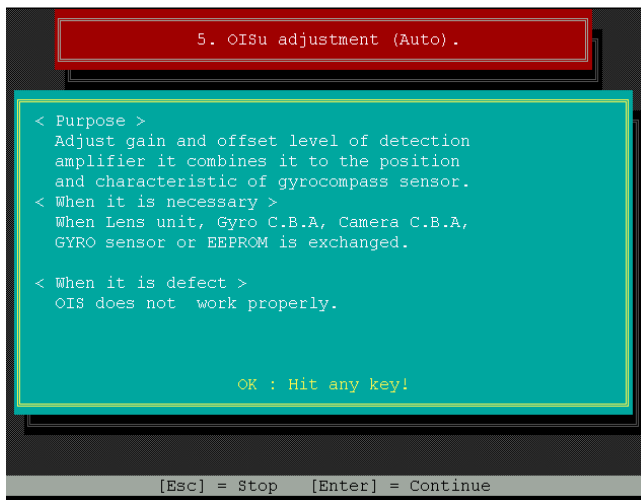 5. OISu adjustment (Auto).
< Purpose >
Adjust gain and offset level of detection
amplifier it combines it to the position
and characteristic of gyrocompass sensor.
< When it is necessary >
When Lens unit, Gyro C.B.A, Camera C.B.A,
GYRO sensor or EEPROM is exchanged.
< When it is defect >
OIS does not  work properly.
OK : Hit any key!
[Esc] = Stop   [Enter] = Continue